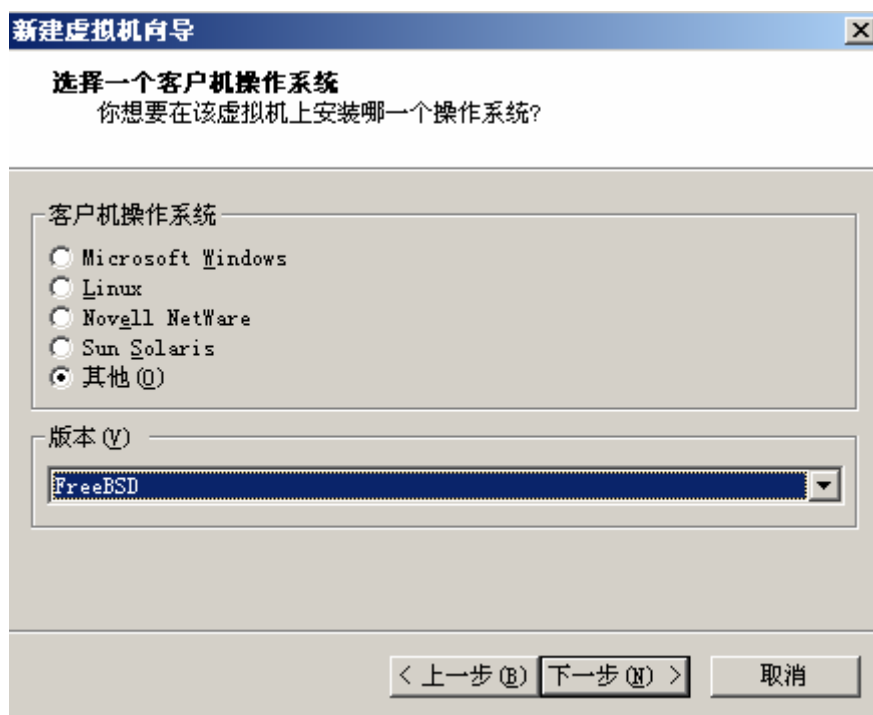 新建虚拟机向导
选择一个客户机操作系统
你想要在该虚拟机上安装哪一个操作系统?
客户机操作系统
Microsoft Windows
Linux
Novell NetWare
Sun Solaris
其他(O)
版本(V)
FreeBSD
< 上一步(B) 下一步(N) > 取消